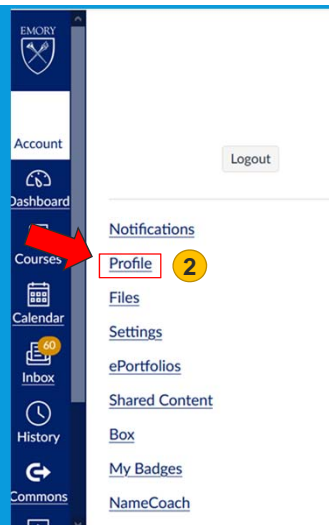 EMORY
Account
Dashboard
Courses
Calendar
60
Inbox
History
Commons
Logout
Notifications
Profile
2
Files
Settings
ePortfolios
Shared Content
Box
My Badges
NameCoach